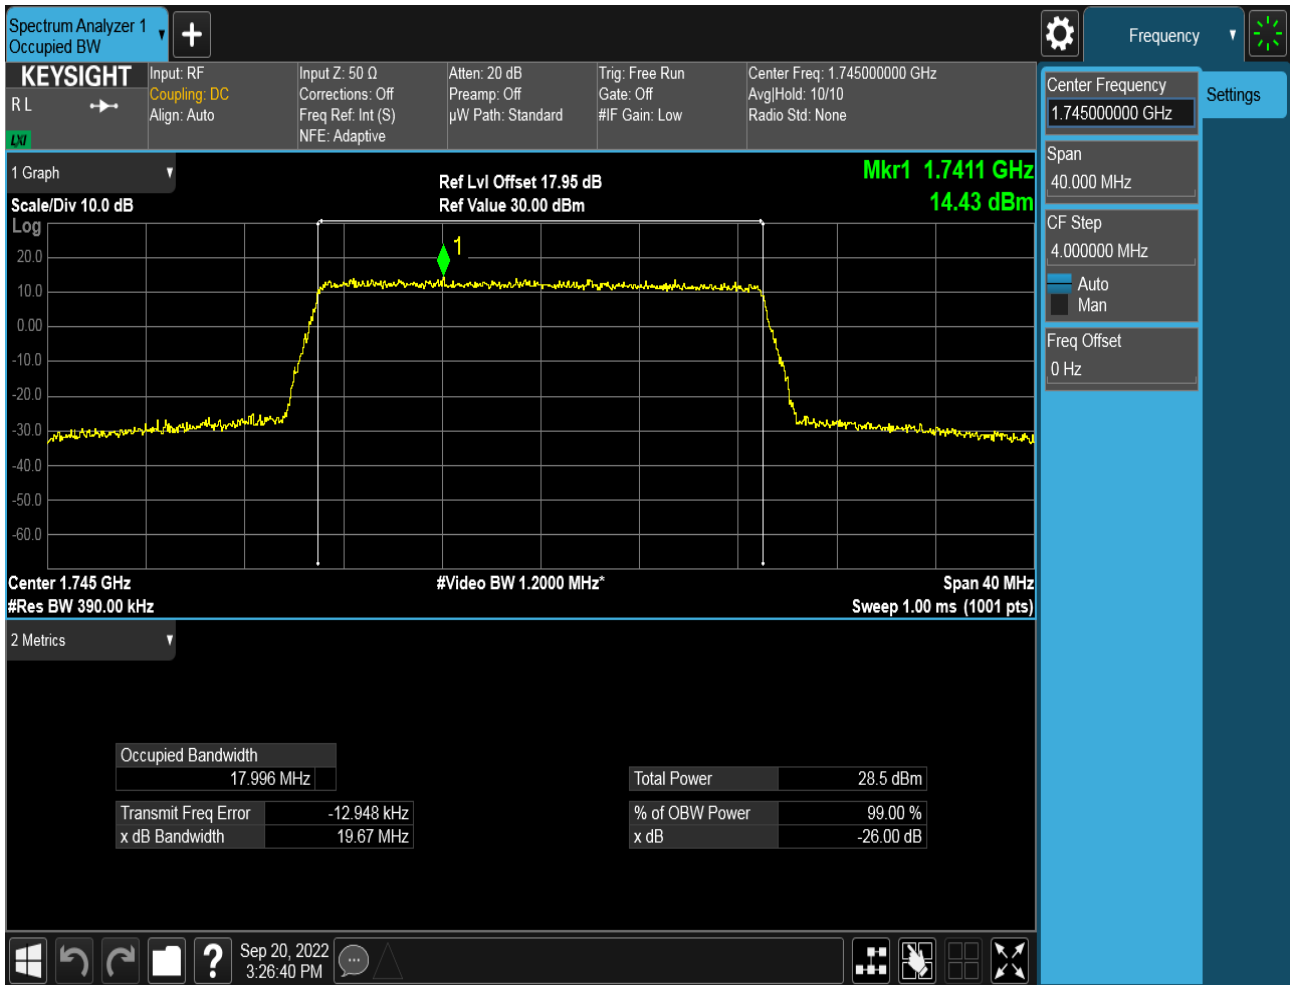 Spectrum Analyzer 1
Occupied BW
Frequency
KEYSIGHT
R L
LXI
Input: RF
Coupling: DC
Align: Auto
Input Z: 50 Ω
Corrections: Off
Freq Ref: Int (S)
NFE: Adaptive
Atten: 20 dB
Preamp: Off
µW Path: Standard
Trig: Free Run
Gate: Off
#IF Gain: Low
Center Freq: 1.745000000 GHz
Avg|Hold: 10/10
Radio Std: None
Center Frequency
1.745000000 GHz
Settings
Span
40.000 MHz
CF Step
4.000000 MHz
Auto
Man
Freq Offset
0 Hz
1 Graph
Scale/Div 10.0 dB
Ref Lvl Offset 17.95 dB
Ref Value 30.00 dBm
Mkr1 1.7411 GHz
14.43 dBm
Log
1
20.0
10.0
0.00
-10.0
-20.0
-30.0
-40.0
-50.0
-60.0
Center 1.745 GHz
#Video BW 1.2000 MHz*
Span 40 MHz
#Res BW 390.00 kHz
Sweep 1.00 ms (1001 pts)
2 Metrics
Occupied Bandwidth
17.996 MHz
Transmit Freq Error -12.948 kHz
x dB Bandwidth 19.67 MHz
Total Power 28.5 dBm
% of OBW Power 99.00 %
x dB -26.00 dB
?
Sep 20, 2022
3:26:40 PM